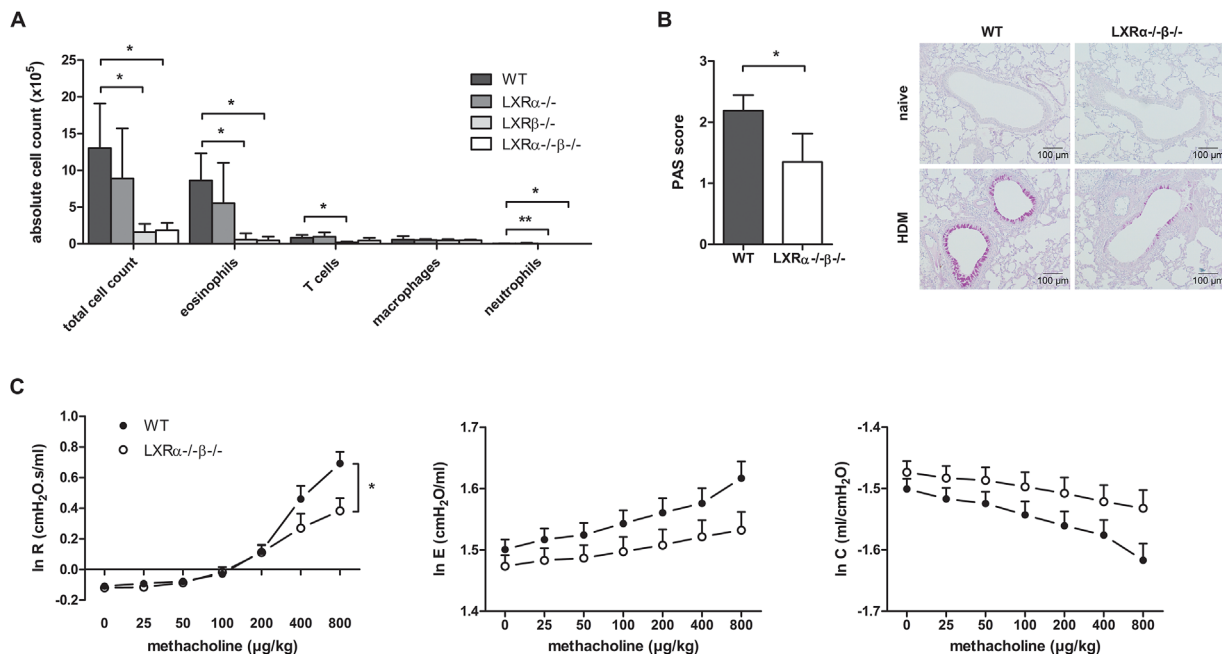 A
absolute cell count (x10⁵)
25
20
15
10
5
0
*
*
*
*
*
*
**
WT
LXRα-/-
LXRβ-/-
LXRα-/-β-/-
total cell count
eosinophils
T cells
macrophages
neutrophils
B
PAS score
3
2
1
0
*
WT
LXRα-/-β-/-
WT
LXRα-/-β-/-
naive
HDM
100 µm
100 µm
100 µm
100 µm
C
ln R (cmH₂O.s/ml)
1.0
0.8
0.6
0.4
0.2
0.0
-0.2
WT
LXRα-/-β-/-
*
0 25 50 100 200 400 800
methacholine (µg/kg)
ln E (cmH₂O/ml)
1.7
1.6
1.5
1.4
0 25 50 100 200 400 800
methacholine (µg/kg)
ln C (ml/cmH₂O)
-1.4
-1.5
-1.6
-1.7
0 25 50 100 200 400 800
methacholine (µg/kg)